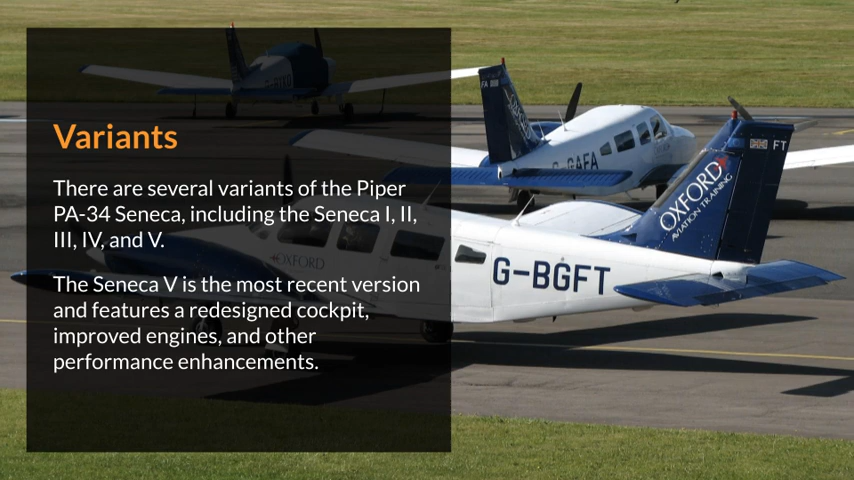 Variants
There are several variants of the Piper
PA-34 Seneca, including the Seneca I, II,
III, IV, and V.
The Seneca V is the most recent version
and features a redesigned cockpit,
improved engines, and other
performance enhancements.
FA
G-GAFA
FT
OXFORD
AVIATION TRAINING
G-BGFT
OXFORD